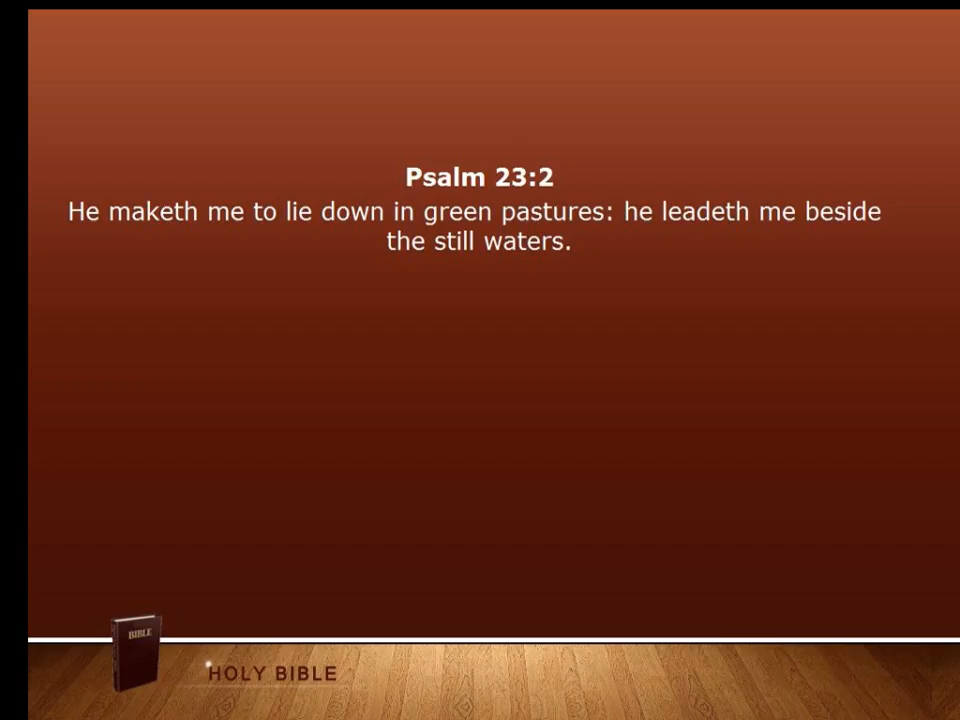 Psalm 23:2
He maketh me to lie down in green pastures: he leadeth me beside
the still waters.
BIBLE
HOLY BIBLE